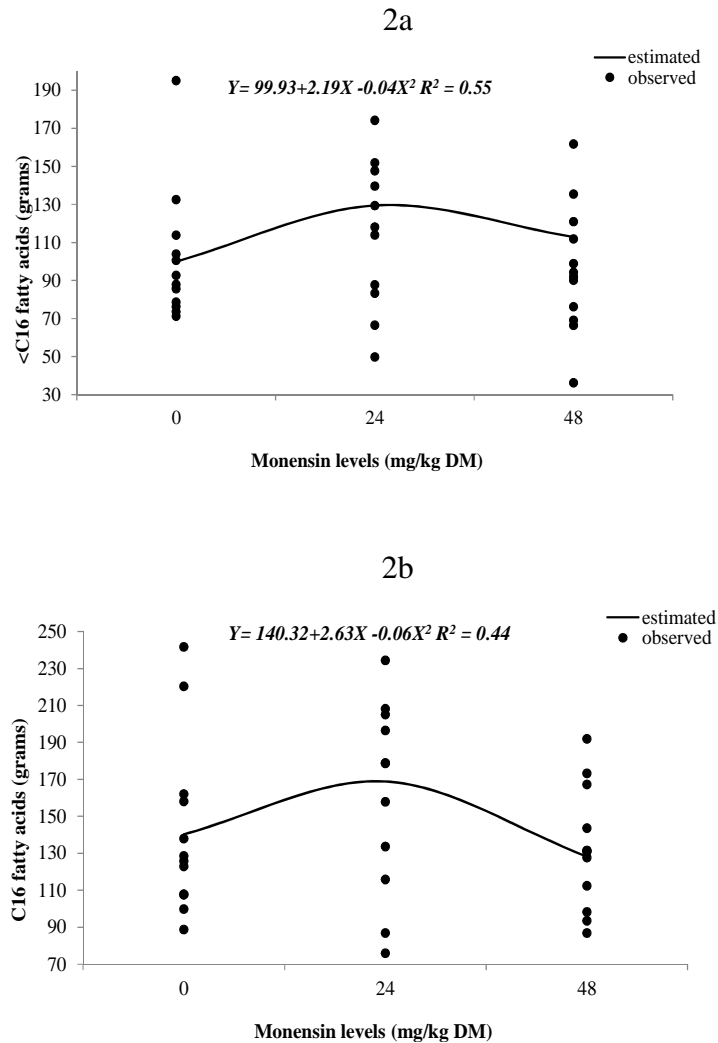 2a
estimated
observed
Y= 99.93+2.19X -0.04X² R² = 0.55
<C16 fatty acids (grams)
190
170
150
130
110
90
70
50
30
0 24 48
Monensin levels (mg/kg DM)
2b
estimated
observed
Y= 140.32+2.63X -0.06X² R² = 0.44
C16 fatty acids (grams)
250
230
210
190
170
150
130
110
90
70
0 24 48
Monensin levels (mg/kg DM)